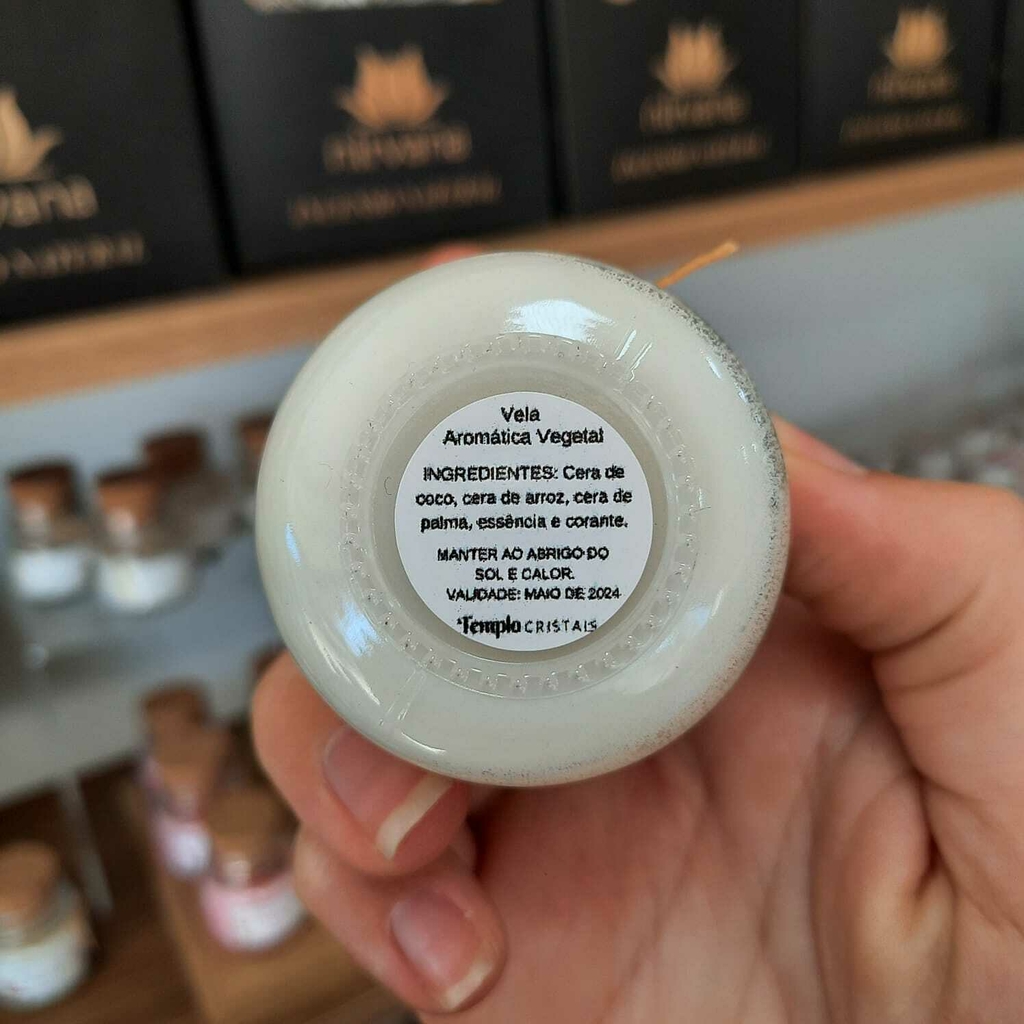 nirvana
Vela
Aromática Vegetal
INGREDIENTES: Cera de
coco, cera de arroz, cera de
palma, essência e corante.
MANTER AO ABRIGO DO
SOL E CALOR.
VALIDADE: MAIO DE 2024
Templo CRISTAIS